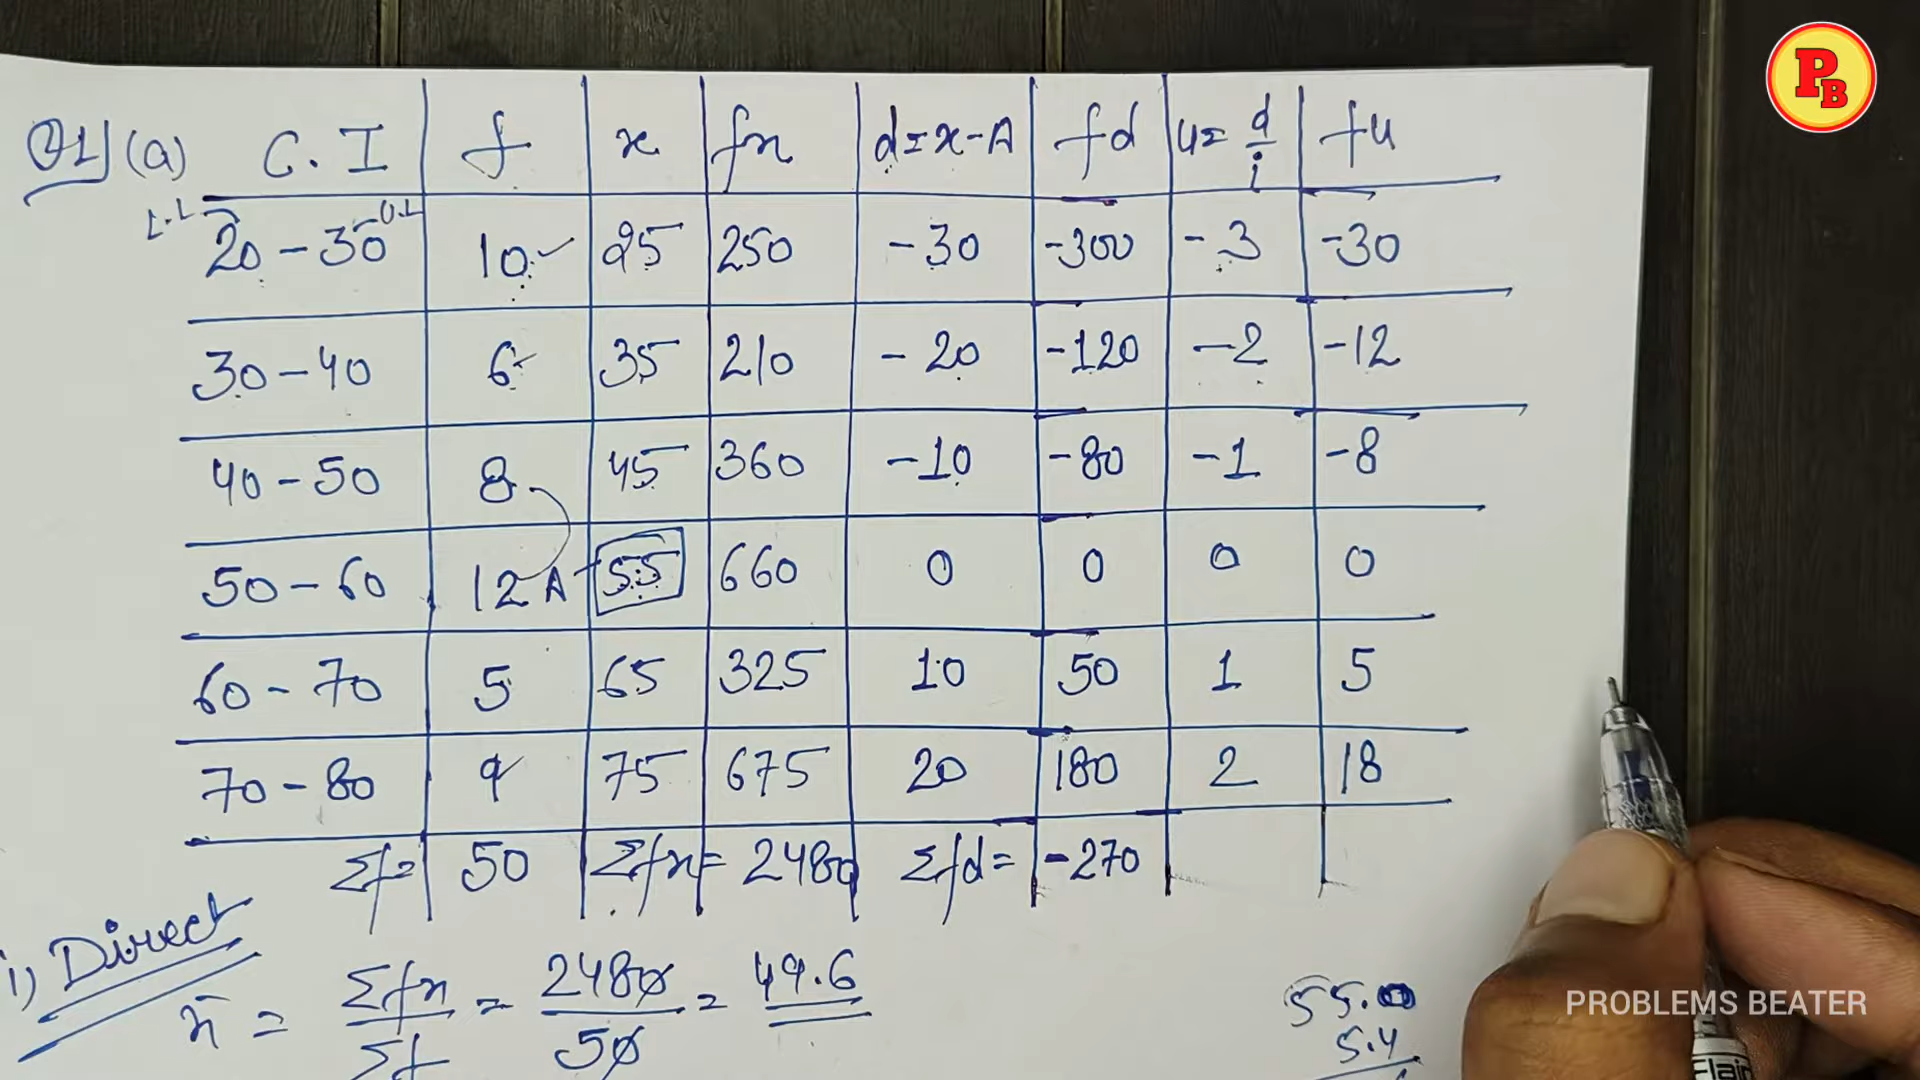 PB
Q1) (a) C.I f x fx d=x-A fd u=d/i fu
L.L U.L
20-30 10 25 250 -30 -300 -3 -30
30-40 6 35 210 -20 -120 -2 -12
40-50 8 45 360 -10 -80 -1 -8
50-60 12 A 55 660 0 0 0 0
60-70 5 65 325 10 50 1 5
70-80 9 75 675 20 180 2 18
Σf= 50 Σfx= 2480 Σfd= -270
i) Direct
x̄ = Σfx/Σf = 2480/50 = 49.6
55.0
5.4
PROBLEMS BEATER
Flair